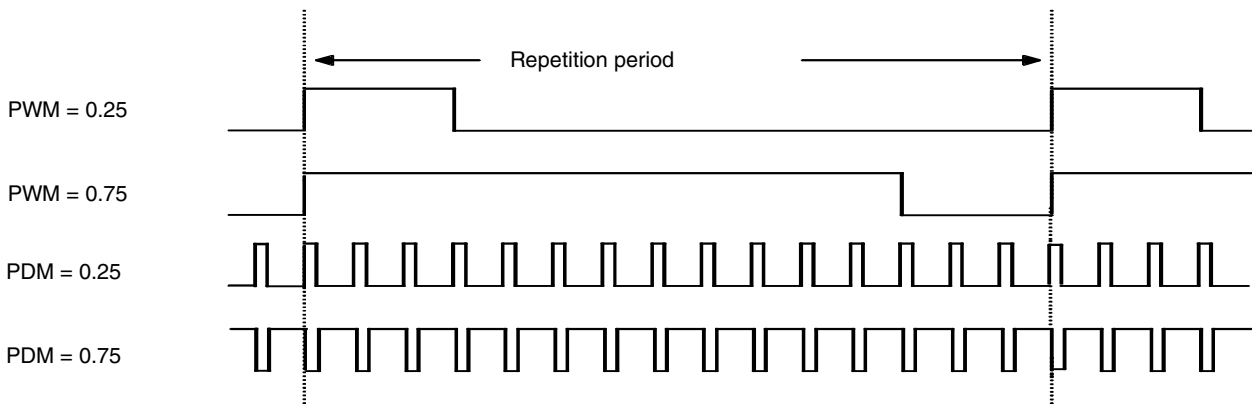 Repetition period
PWM = 0.25
PWM = 0.75
PDM = 0.25
PDM = 0.75